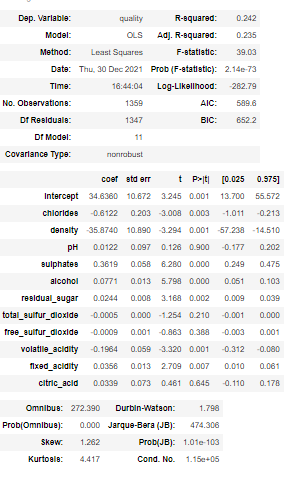 Dep. Variable: quality R-squared: 0.242
Model: OLS Adj. R-squared: 0.235
Method: Least Squares F-statistic: 39.03
Date: Thu, 30 Dec 2021 Prob (F-statistic): 2.14e-73
Time: 16:44:04 Log-Likelihood: -282.79
No. Observations: 1359 AIC: 589.6
Df Residuals: 1347 BIC: 652.2
Df Model: 11
Covariance Type: nonrobust
coef std err t P>|t| [0.025 0.975]
Intercept 34.6360 10.672 3.245 0.001 13.700 55.572
chlorides -0.6122 0.203 -3.008 0.003 -1.011 -0.213
density -35.8740 10.890 -3.294 0.001 -57.238 -14.510
pH 0.0122 0.097 0.126 0.900 -0.177 0.202
sulphates 0.3619 0.058 6.280 0.000 0.249 0.475
alcohol 0.0771 0.013 5.798 0.000 0.051 0.103
residual_sugar 0.0244 0.008 3.168 0.002 0.009 0.039
total_sulfur_dioxide -0.0005 0.000 -1.254 0.210 -0.001 0.000
free_sulfur_dioxide -0.0009 0.001 -0.863 0.388 -0.003 0.001
volatile_acidity -0.1964 0.059 -3.320 0.001 -0.312 -0.080
fixed_acidity 0.0356 0.013 2.709 0.007 0.010 0.061
citric_acid 0.0339 0.073 0.461 0.645 -0.110 0.178
Omnibus: 272.390 Durbin-Watson: 1.798
Prob(Omnibus): 0.000 Jarque-Bera (JB): 474.306
Skew: 1.262 Prob(JB): 1.01e-103
Kurtosis: 4.417 Cond. No. 1.15e+05